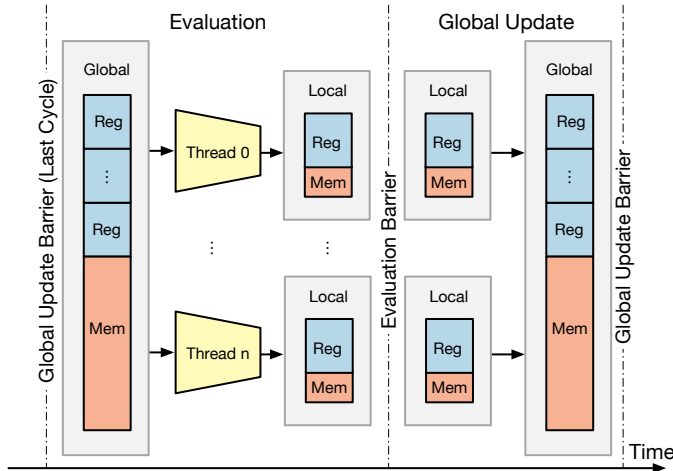 Evaluation
Global Update
Global Update Barrier (Last Cycle)
Global
Reg
⋮
Reg
Mem
Thread 0
Local
Reg
Mem
⋮
⋮
Thread n
Local
Reg
Mem
Evaluation Barrier
Local
Reg
Mem
Local
Reg
Mem
Global
Reg
⋮
Reg
Mem
Global Update Barrier
Time